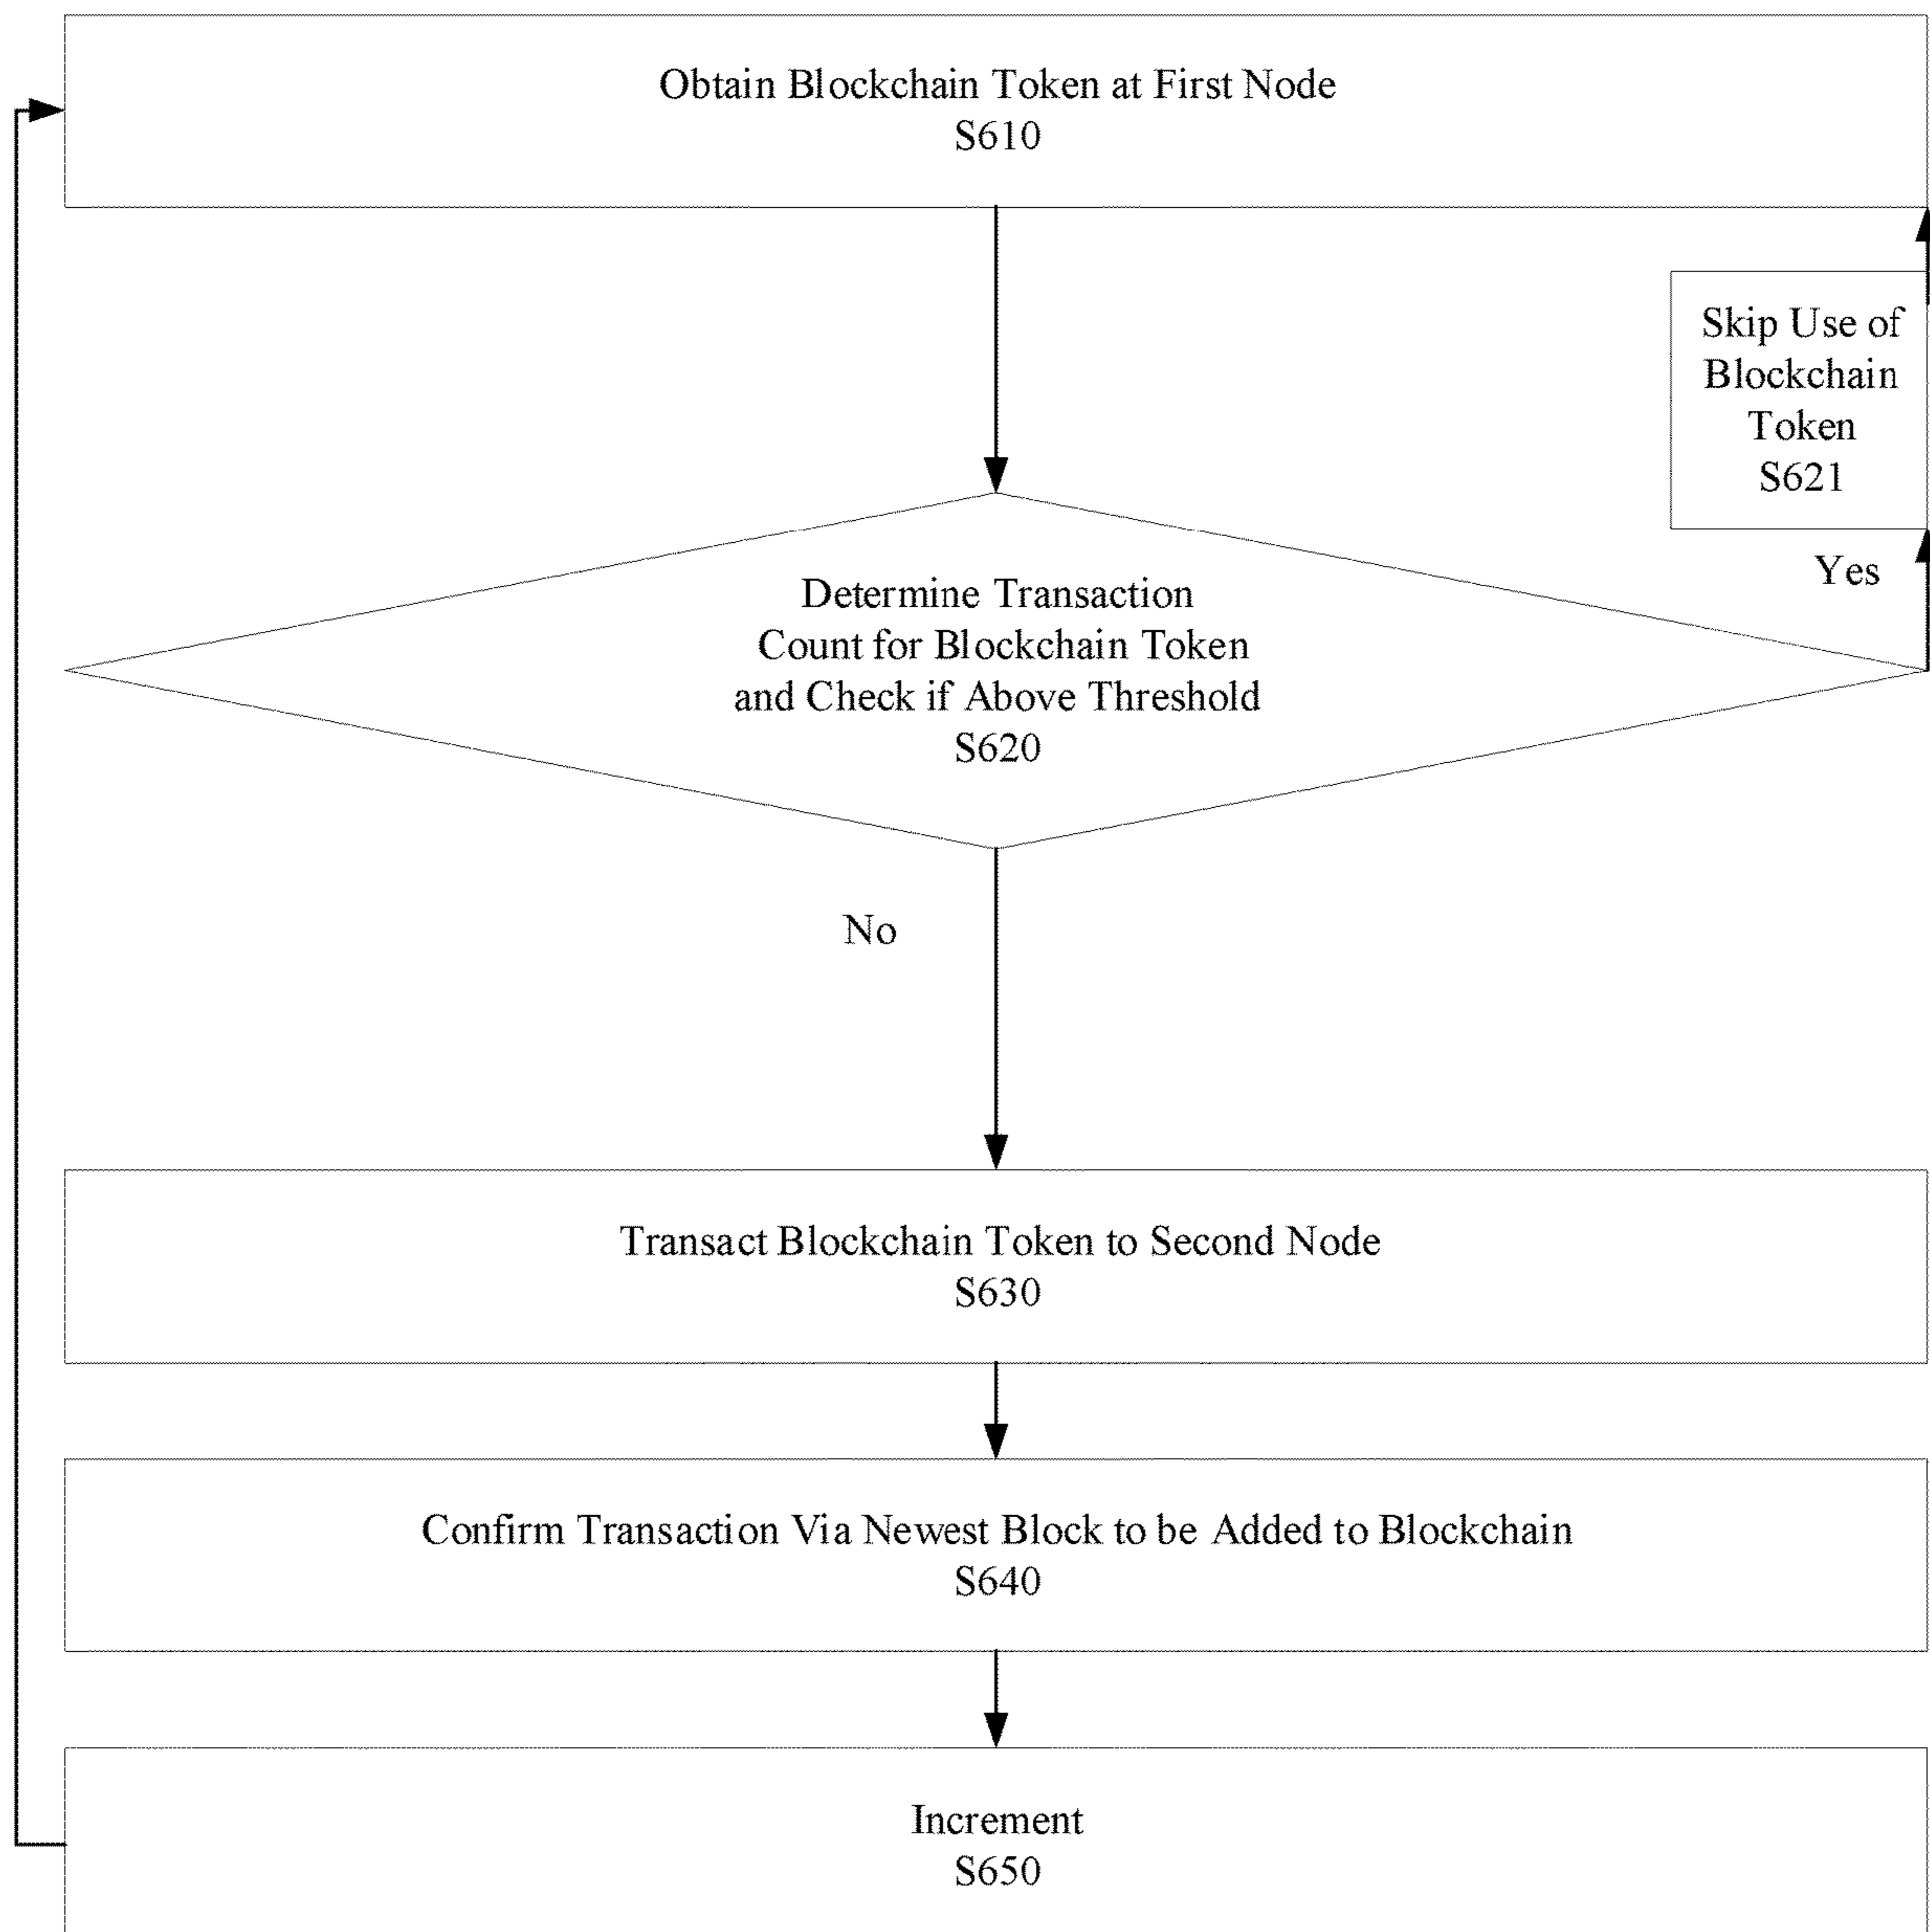 Obtain Blockchain Token at First Node
S610
Skip Use of
Blockchain
Token
S621
Yes
Determine Transaction
Count for Blockchain Token
and Check if Above Threshold
S620
No
Transact Blockchain Token to Second Node
S630
Confirm Transaction Via Newest Block to be Added to Blockchain
S640
Increment
S650